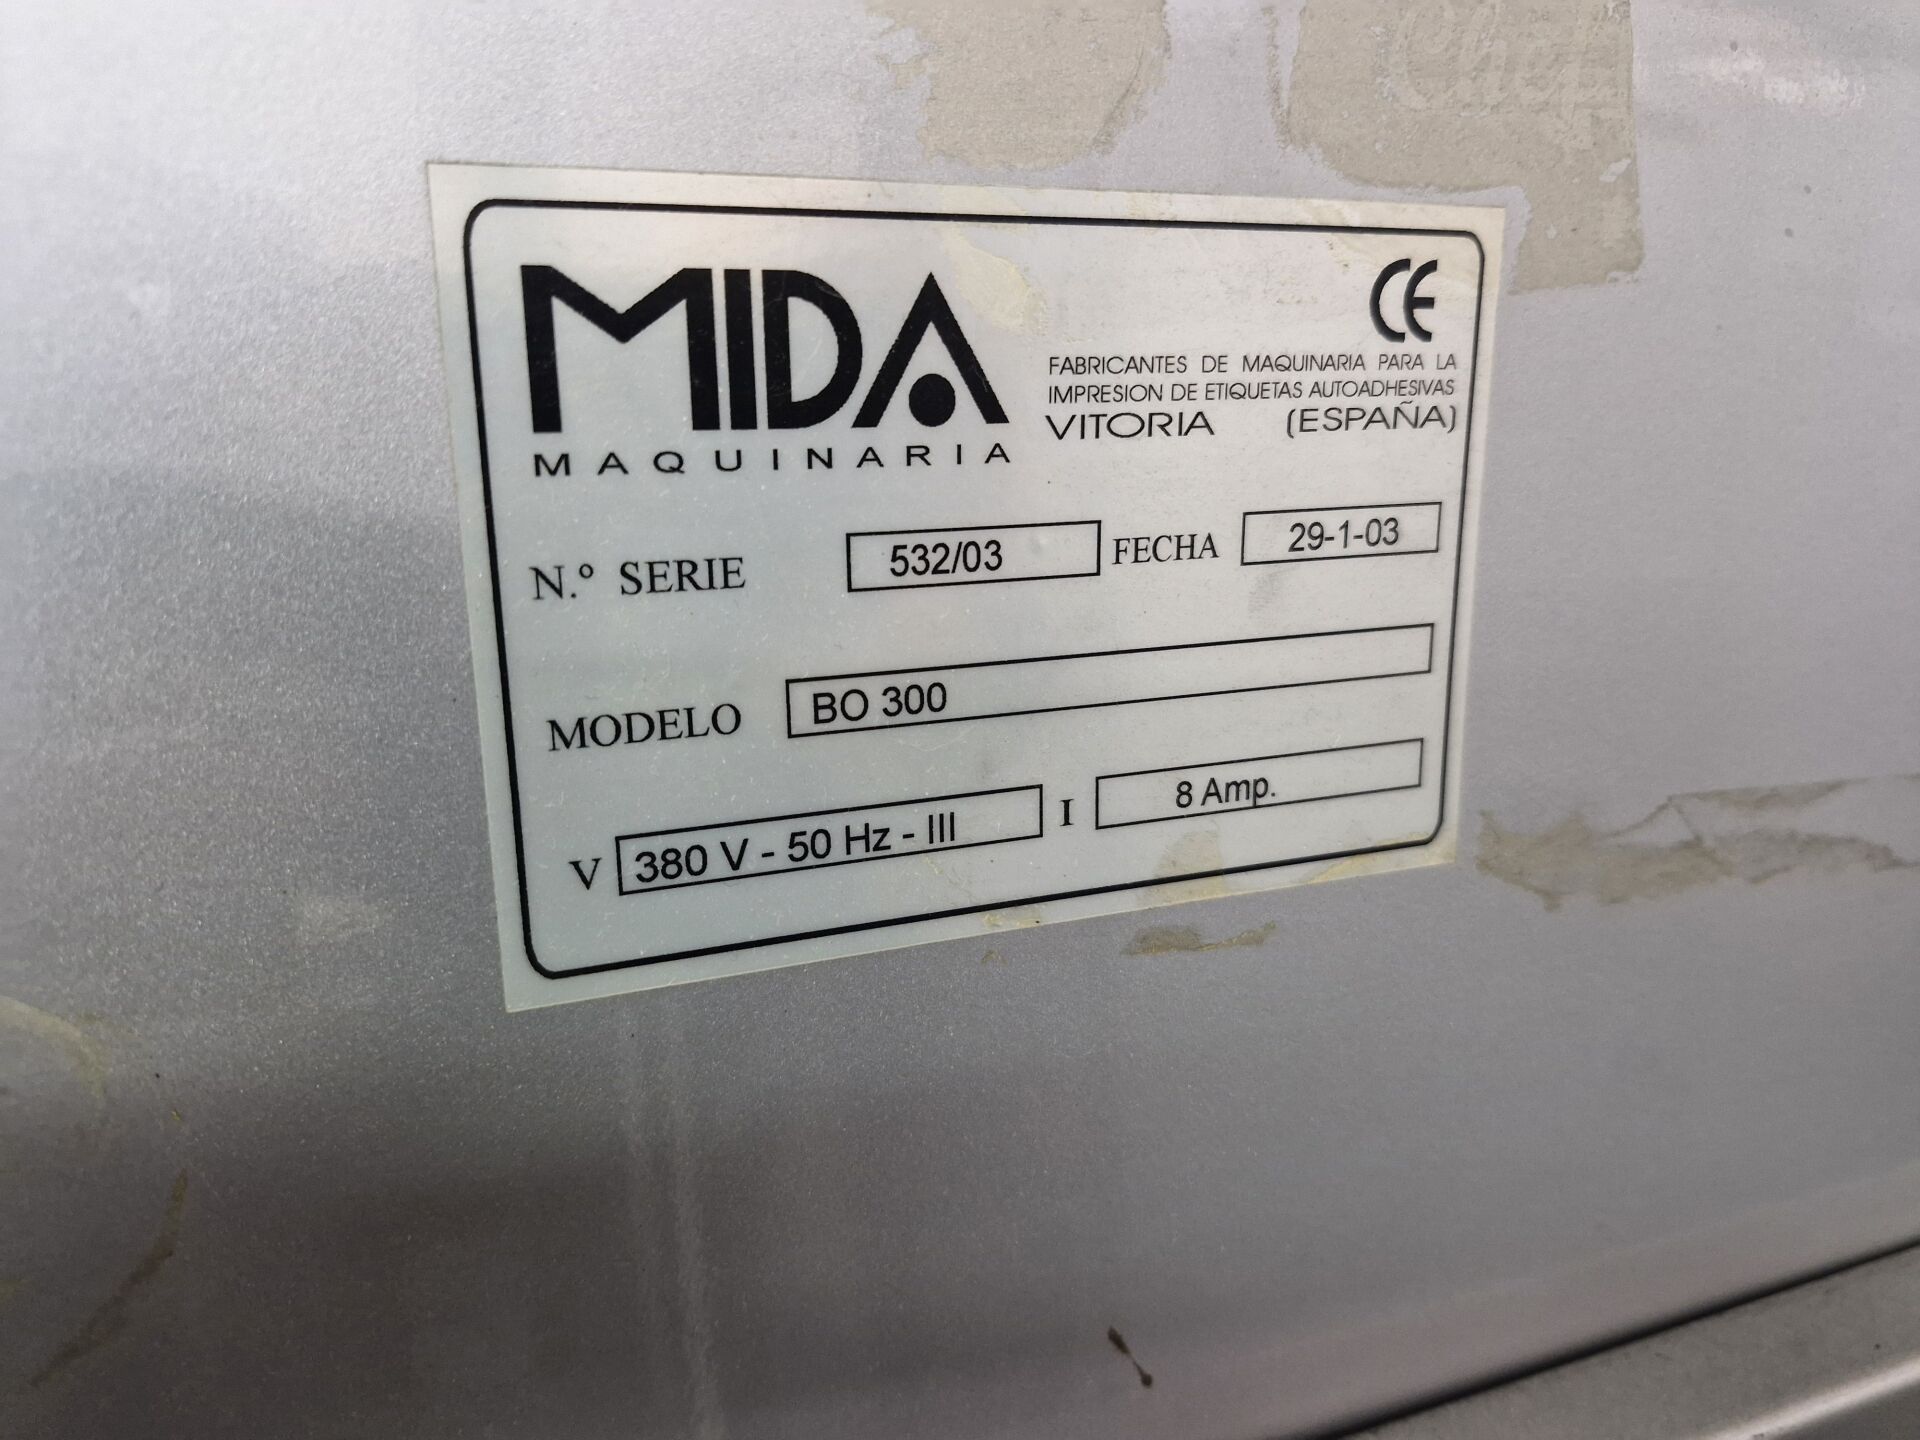 Chef
MIDA
MAQUINARIA
CE
FABRICANTES DE MAQUINARIA PARA LA
IMPRESION DE ETIQUETAS AUTOADHESIVAS
VITORIA (ESPAÑA)
N.º SERIE 532/03 FECHA 29-1-03
MODELO BO 300
V 380 V - 50 Hz - III I 8 Amp.